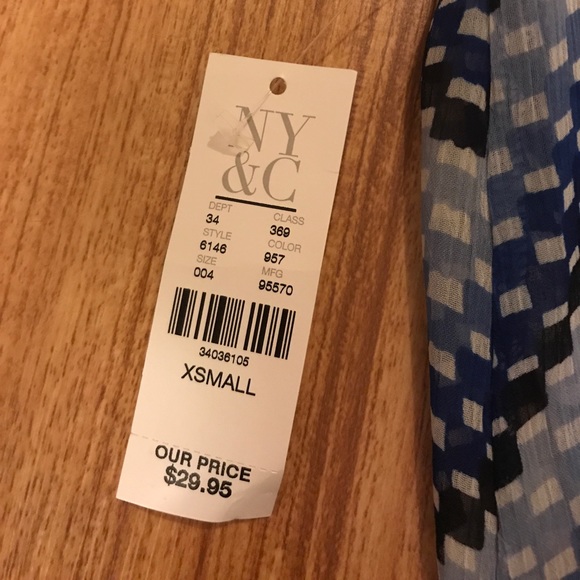 NY
&C
DEPT CLASS
34 369
STYLE COLOR
6146 957
SIZE MFG
004 95570
34036105
XSMALL
OUR PRICE
$29.95